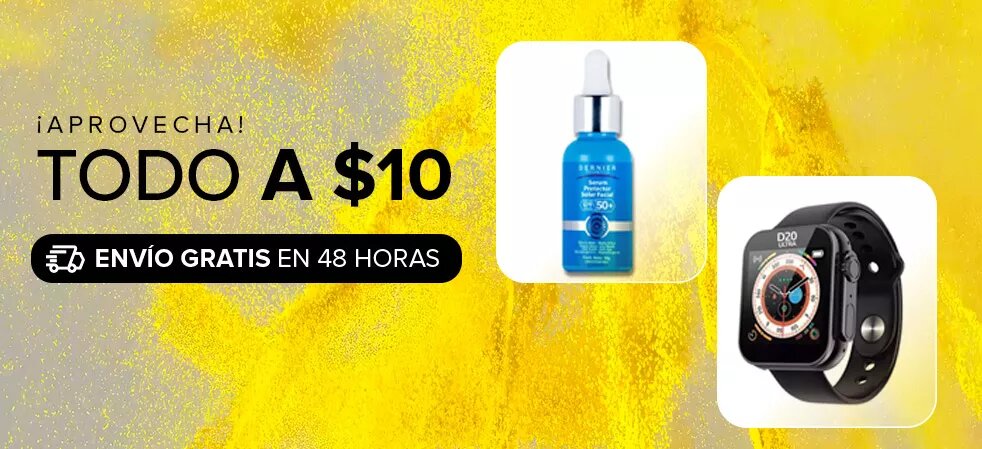 ¡APROVECHA!
TODO A $10
ENVÍO GRATIS EN 48 HORAS
DERNIER
Serum
Protector
Solar Facial
50+
D20
ULTRA